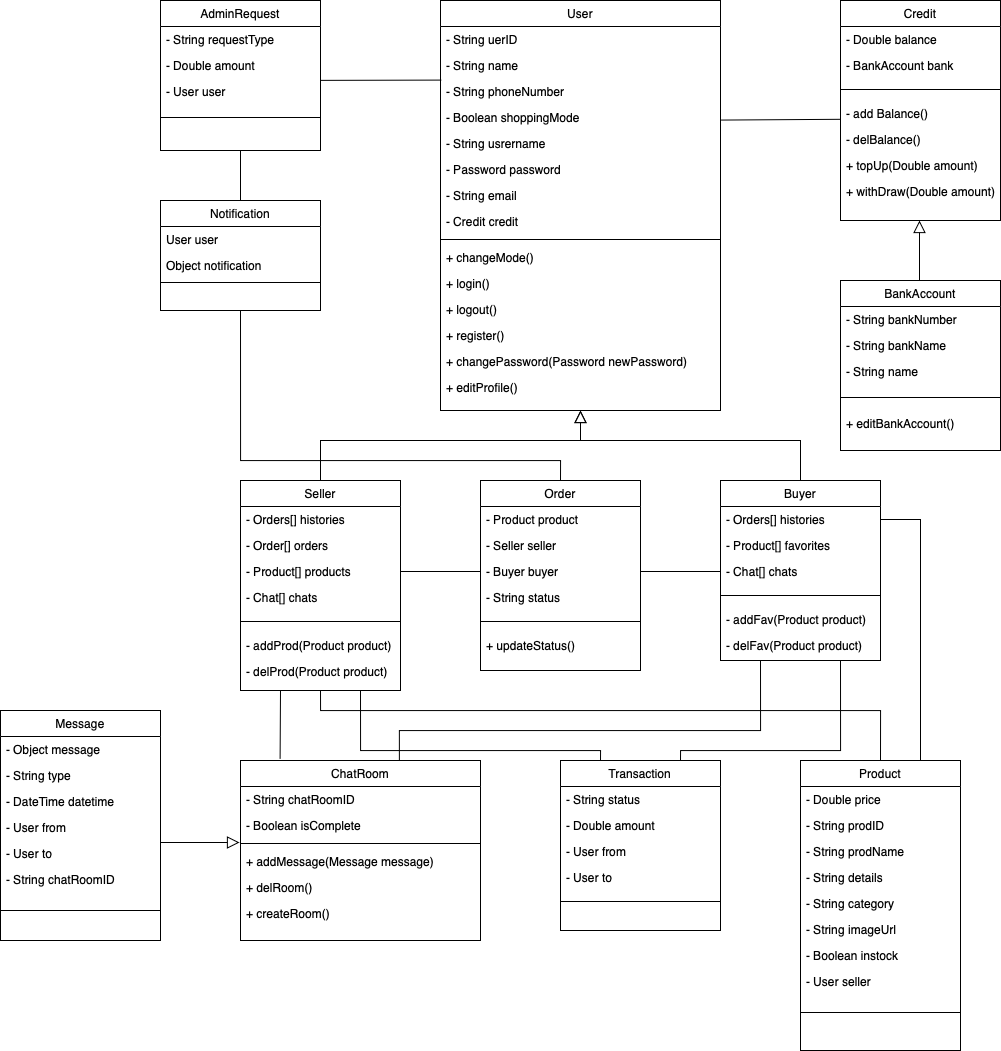 AdminRequest
- String requestType
- Double amount
- User user
User
- String uerID
- String name
- String phoneNumber
- Boolean shoppingMode
- String usrername
- Password password
- String email
- Credit credit
+ changeMode()
+ login()
+ logout()
+ register()
+ changePassword(Password newPassword)
+ editProfile()
Credit
- Double balance
- BankAccount bank
- add Balance()
- delBalance()
+ topUp(Double amount)
+ withDraw(Double amount)
Notification
User user
Object notification
BankAccount
- String bankNumber
- String bankName
- String name
+ editBankAccount()
Seller
- Orders[] histories
- Order[] orders
- Product[] products
- Chat[] chats
- addProd(Product product)
- delProd(Product product)
Order
- Product product
- Seller seller
- Buyer buyer
- String status
+ updateStatus()
Buyer
- Orders[] histories
- Product[] favorites
- Chat[] chats
- addFav(Product product)
- delFav(Product product)
Message
- Object message
- String type
- DateTime datetime
- User from
- User to
- String chatRoomID
ChatRoom
- String chatRoomID
- Boolean isComplete
+ addMessage(Message message)
+ delRoom()
+ createRoom()
Transaction
- String status
- Double amount
- User from
- User to
Product
- Double price
- String prodID
- String prodName
- String details
- String category
- String imageUrl
- Boolean instock
- User seller